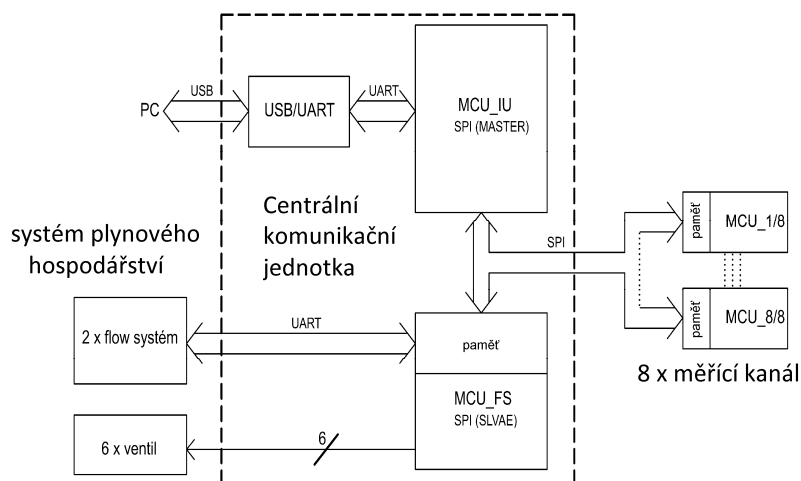 PC
USB
USB/UART
UART
MCU_IU
SPI (MASTER)
Centrální
komunikační
jednotka
systém plynového
hospodářství
SPI
paměť
MCU_1/8
paměť
MCU_8/8
8 x měřící kanál
2 x flow systém
UART
paměť
MCU_FS
SPI (SLVAE)
6 x ventil
6